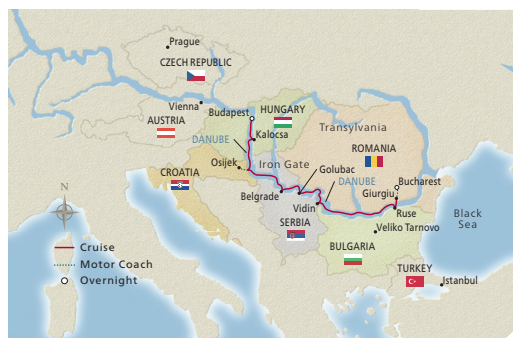 Prague
CZECH REPUBLIC
Vienna
Budapest
HUNGARY
AUSTRIA
Kalocsa
DANUBE
Transylvania
ROMANIA
Osijek
Iron Gate
Golubac
CROATIA
DANUBE
Bucharest
Giurgiu
Belgrade
Vidin
Ruse
SERBIA
Veliko Tarnovo
Black
Sea
BULGARIA
TURKEY
Istanbul
N
Cruise
Motor Coach
Overnight